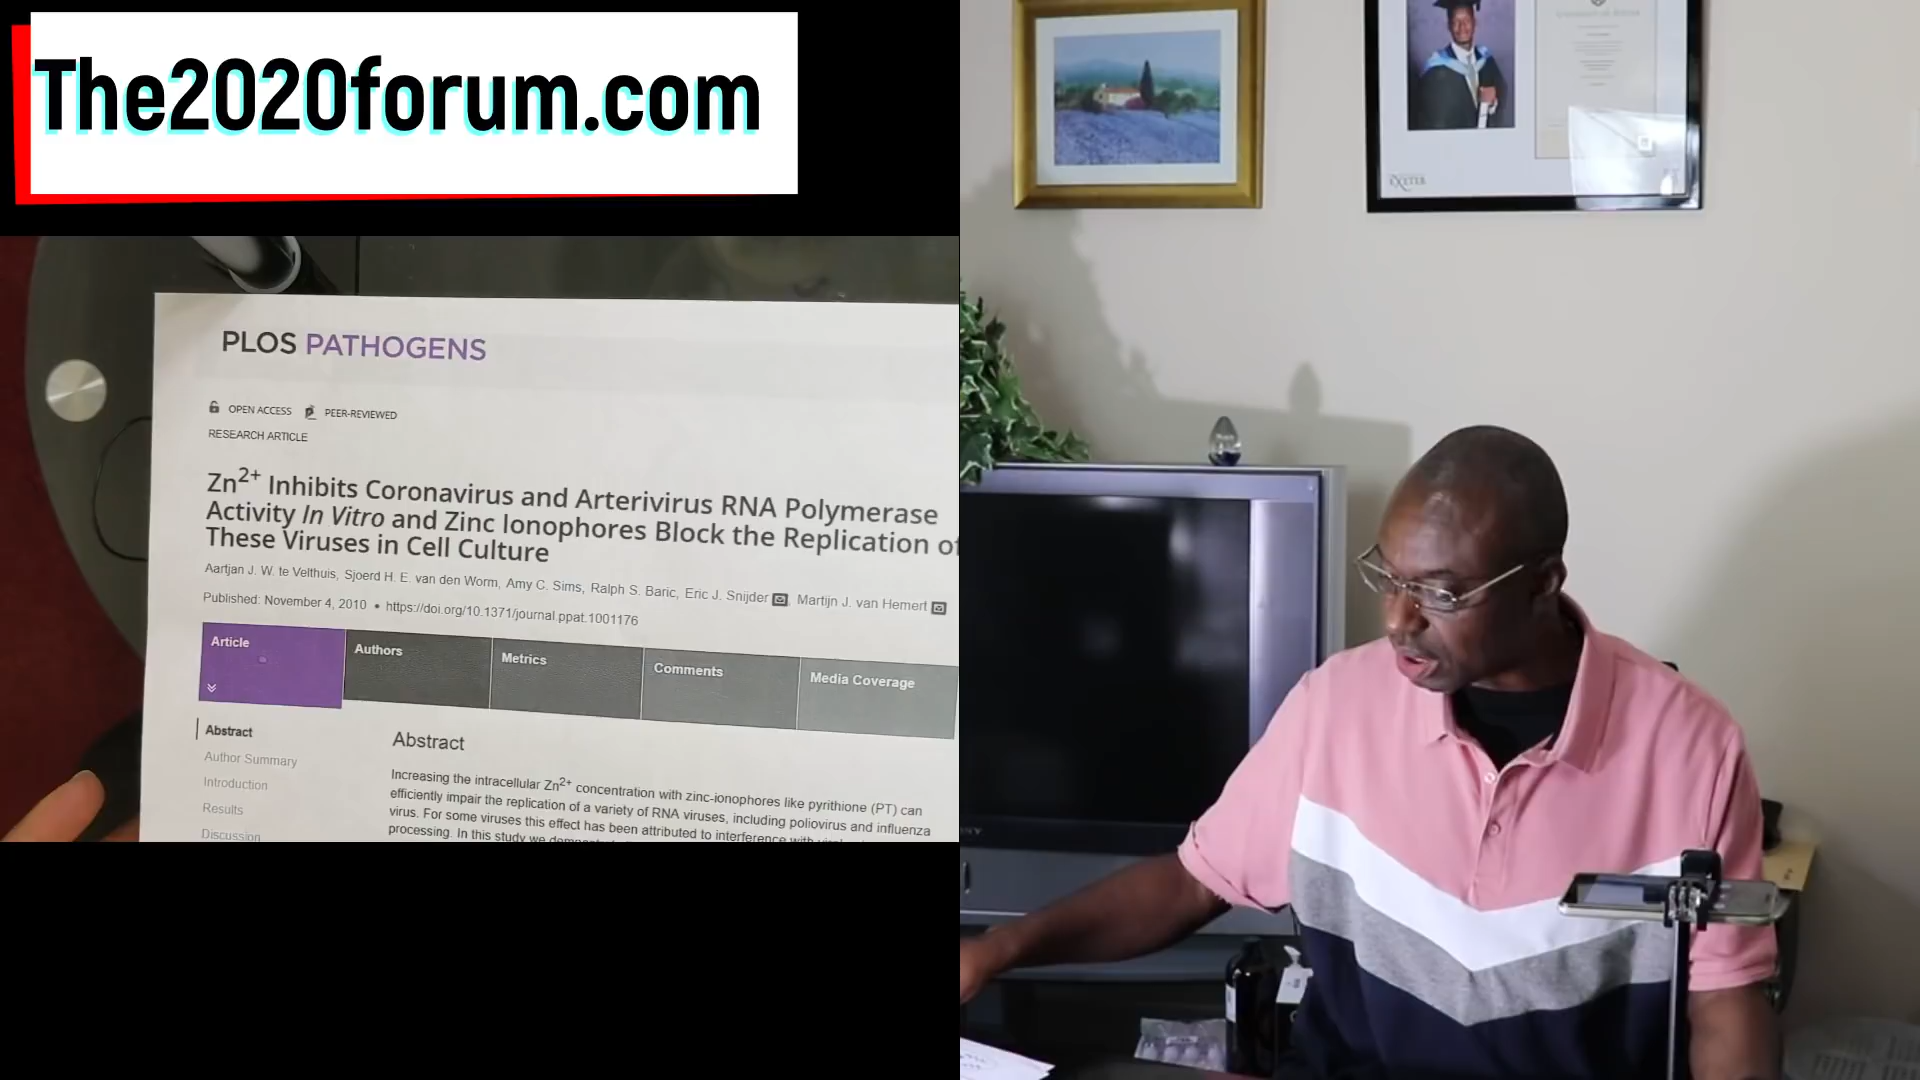 The2020forum.com
PLOS PATHOGENS
OPEN ACCESS PEER-REVIEWED
RESEARCH ARTICLE
Zn2+ Inhibits Coronavirus and Arterivirus RNA Polymerase
Activity In Vitro and Zinc Ionophores Block the Replication of
These Viruses in Cell Culture
Aartjan J. W. te Velthuis, Sjoerd H. E. van den Worm, Amy C. Sims, Ralph S. Baric, Eric J. Snijder, Martijn J. van Hemert
Published: November 4, 2010 • https://doi.org/10.1371/journal.ppat.1001176
Article Authors Metrics Comments Media Coverage
Abstract
Author Summary
Introduction
Results
Discussion
Abstract
Increasing the intracellular Zn2+ concentration with zinc-ionophores like pyrithione (PT) can
efficiently impair the replication of a variety of RNA viruses, including poliovirus and influenza
virus. For some viruses this effect has been attributed to interference with
processing. In this study we
EXETER
SONY